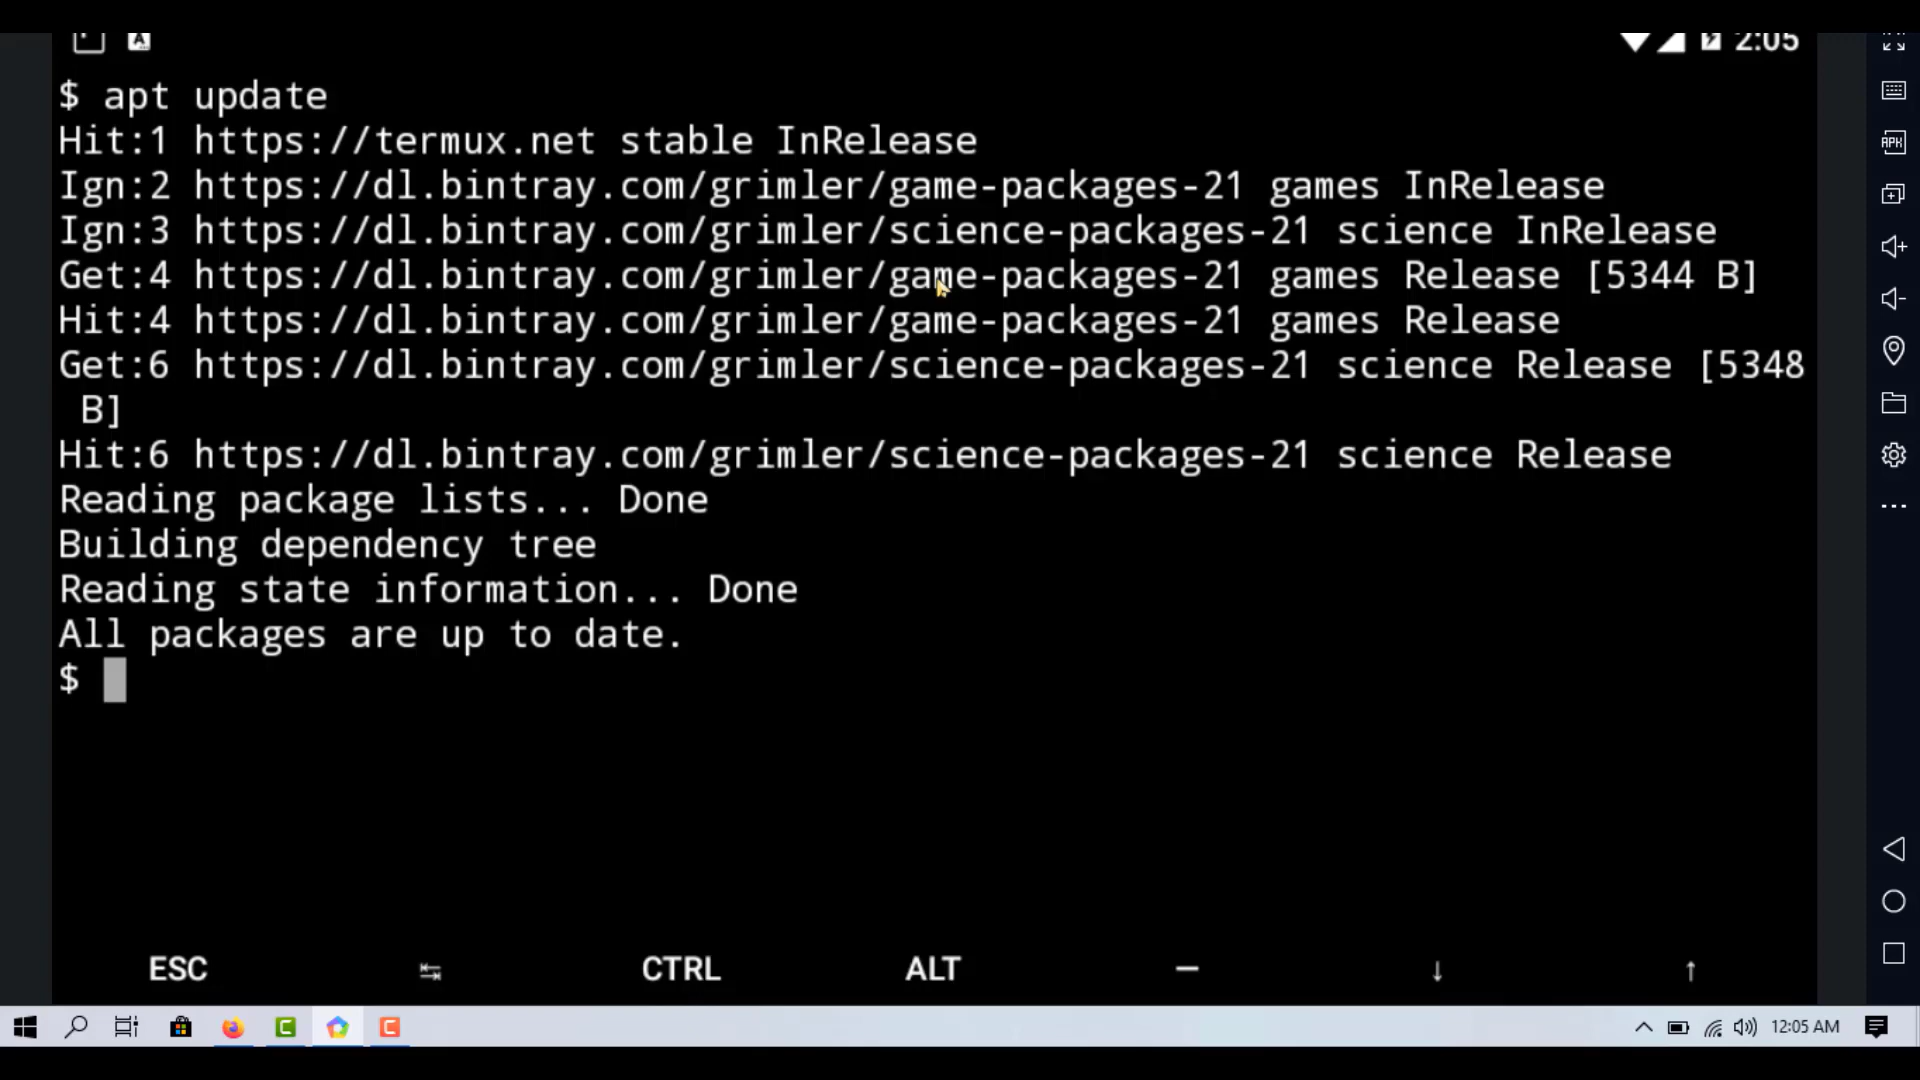 2:05
$ apt update
Hit:1 https://termux.net stable InRelease
Ign:2 https://dl.bintray.com/grimler/game-packages-21 games InRelease
Ign:3 https://dl.bintray.com/grimler/science-packages-21 science InRelease
Get:4 https://dl.bintray.com/grimler/game-packages-21 games Release [5344 B]
Hit:4 https://dl.bintray.com/grimler/game-packages-21 games Release
Get:6 https://dl.bintray.com/grimler/science-packages-21 science Release [5348
B]
Hit:6 https://dl.bintray.com/grimler/science-packages-21 science Release
Reading package lists... Done
Building dependency tree
Reading state information... Done
All packages are up to date.
$
ESC CTRL ALT — ↓ ↑
12:05 AM
A
APK
C
C